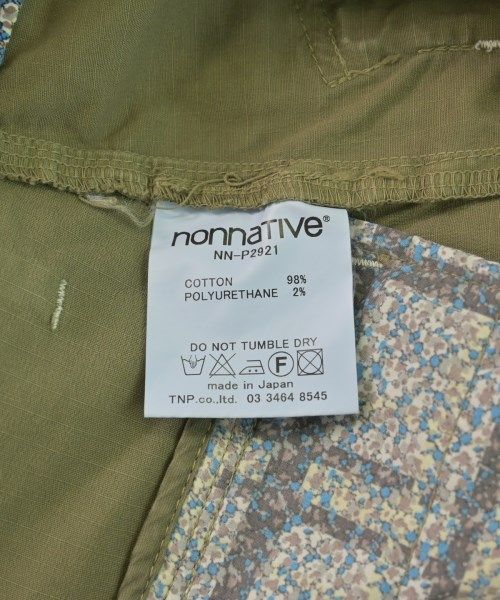 nonnaTIVE®
NN-P2921
COTTON 98%
POLYURETHANE 2%
DO NOT TUMBLE DRY
F
made in Japan
TNP.co.,ltd. 03 3464 8545